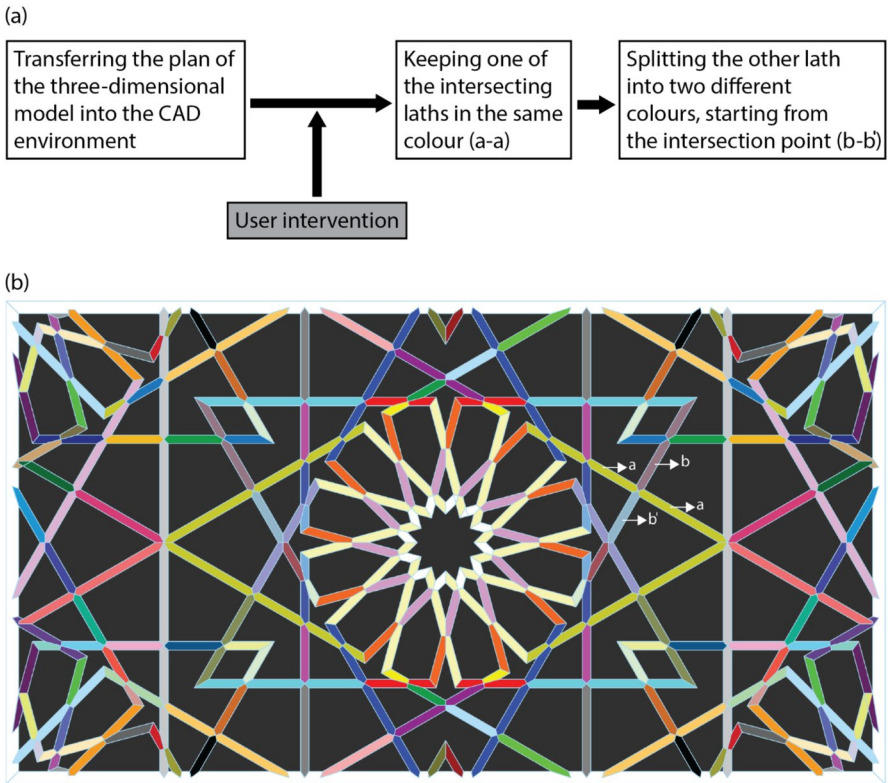 (a)
Transferring the plan of
the three-dimensional
model into the CAD
environment
Keeping one of
the intersecting
laths in the same
colour (a-a)
Splitting the other lath
into two different
colours, starting from
the intersection point (b-b')
User intervention
(b)
a
b
a
b'